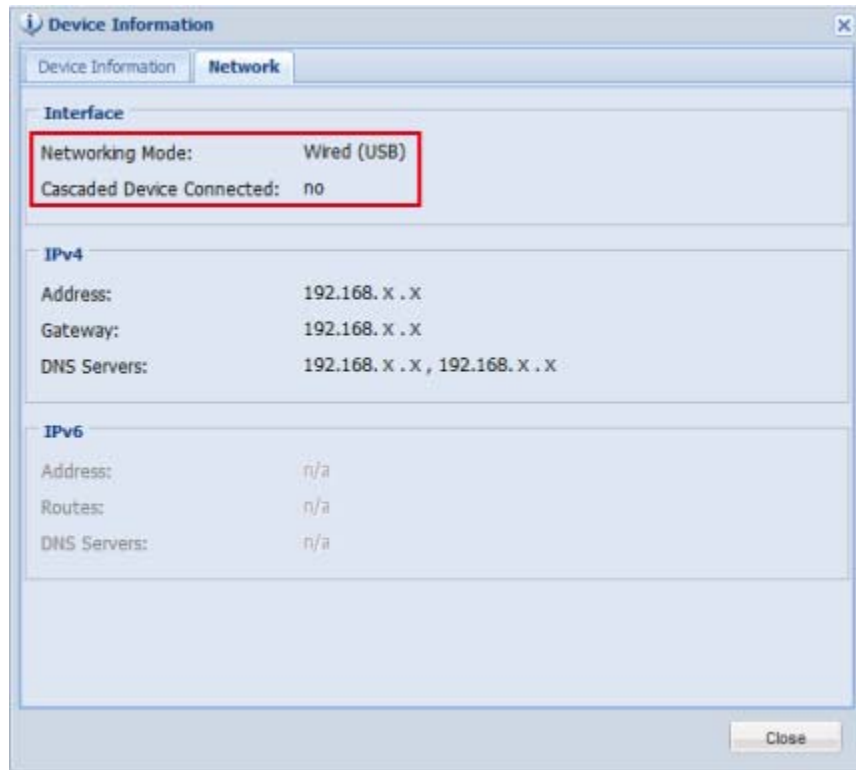 Device Information
Device Information Network
Interface
Networking Mode: Wired (USB)
Cascaded Device Connected: no
IPv4
Address: 192.168. X . X
Gateway: 192.168. X . X
DNS Servers: 192.168. X . X , 192.168. X . X
IPv6
Address: n/a
Routes: n/a
DNS Servers: n/a
Close